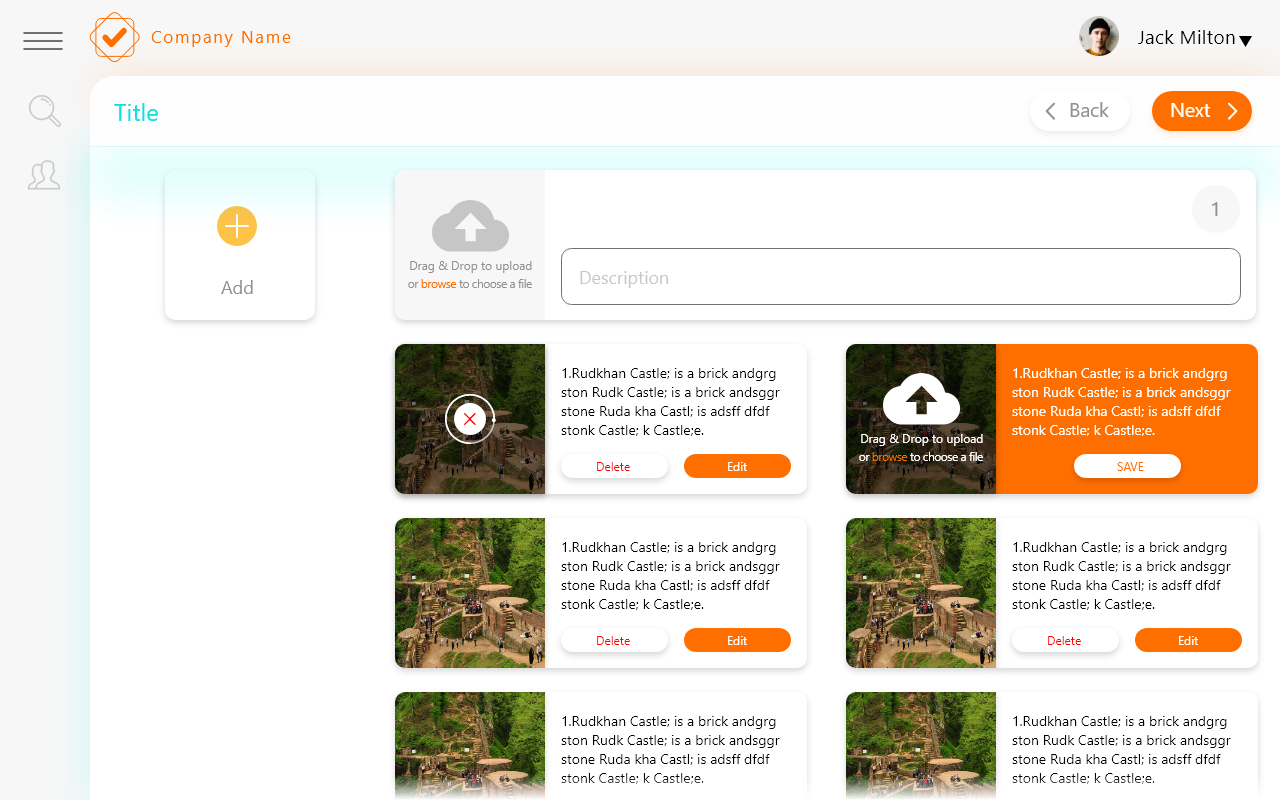 Company Name
Jack Milton
Title
Back
Next
Add
Drag & Drop to upload
or browse to choose a file
1
Description
1.Rudkhan Castle; is a brick andgrg
ston Rudk Castle; is a brick andsggr
stone Ruda kha Castl; is adsff dfdf
stonk Castle; k Castle;e.
Delete
Edit
Drag & Drop to upload
or browse to choose a file
1.Rudkhan Castle; is a brick andgrg
ston Rudk Castle; is a brick andsggr
stone Ruda kha Castl; is adsff dfdf
stonk Castle; k Castle;e.
SAVE
1.Rudkhan Castle; is a brick andgrg
ston Rudk Castle; is a brick andsggr
stone Ruda kha Castl; is adsff dfdf
stonk Castle; k Castle;e.
Delete
Edit
1.Rudkhan Castle; is a brick andgrg
ston Rudk Castle; is a brick andsggr
stone Ruda kha Castl; is adsff dfdf
stonk Castle; k Castle;e.
Delete
Edit
1.Rudkhan Castle; is a brick andgrg
ston Rudk Castle; is a brick andsggr
stone Ruda kha Castl; is adsff dfdf
stonk Castle; k Castle;e.
1.Rudkhan Castle; is a brick andgrg
ston Rudk Castle; is a brick andsggr
stone Ruda kha Castl; is adsff dfdf
stonk Castle; k Castle;e.